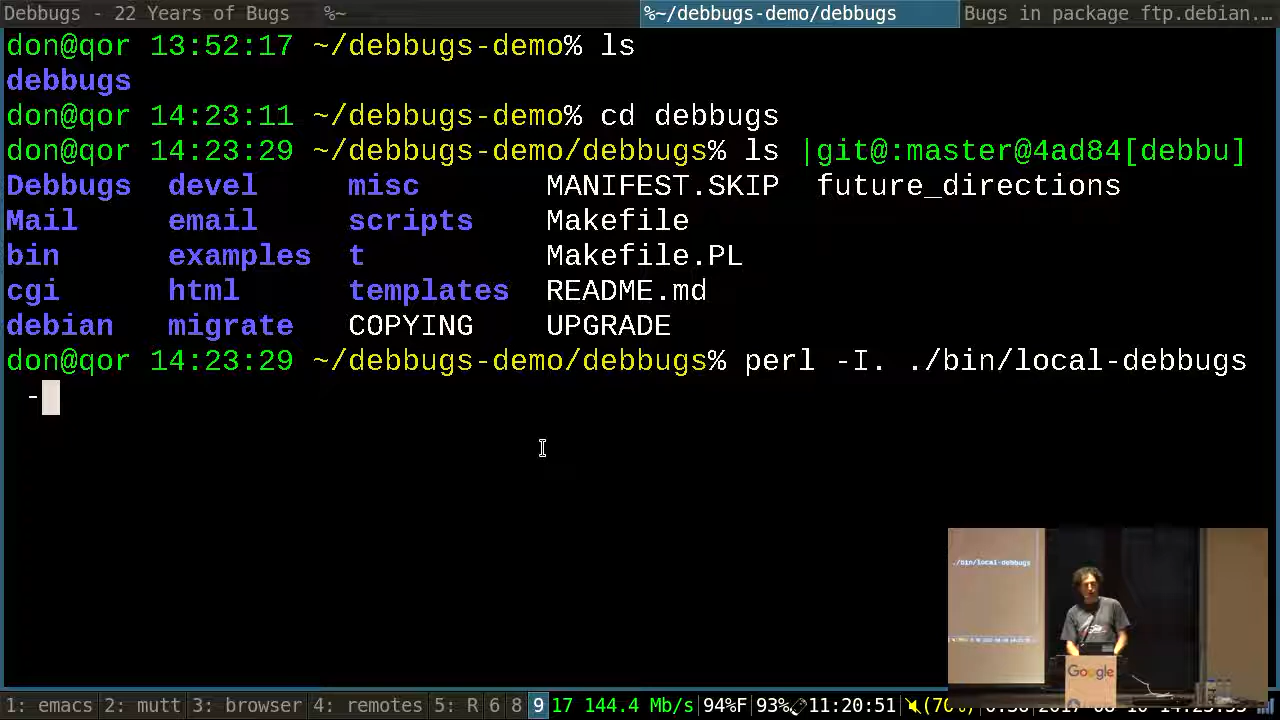 Debbugs - 22 Years of Bugs %~ %~/debbugs-demo/debbugs Bugs in package ftp.debian.…
don@qor 13:52:17 ~/debbugs-demo% ls
debbugs
don@qor 14:23:11 ~/debbugs-demo% cd debbugs
don@qor 14:23:29 ~/debbugs-demo/debbugs% ls |git@:master@4ad84[debbu]
Debbugs devel misc MANIFEST.SKIP future_directions
Mail email scripts Makefile
bin examples t Makefile.PL
cgi html templates README.md
debian migrate COPYING UPGRADE
don@qor 14:23:29 ~/debbugs-demo/debbugs% perl -I. ./bin/local-debbugs
-
./bin/local-debbugs
Google
1: emacs 2: mutt 3: browser 4: remotes 5: R 6 8 9 17 144.4 Mb/s 94%F 93% 11:20:51 (70%)